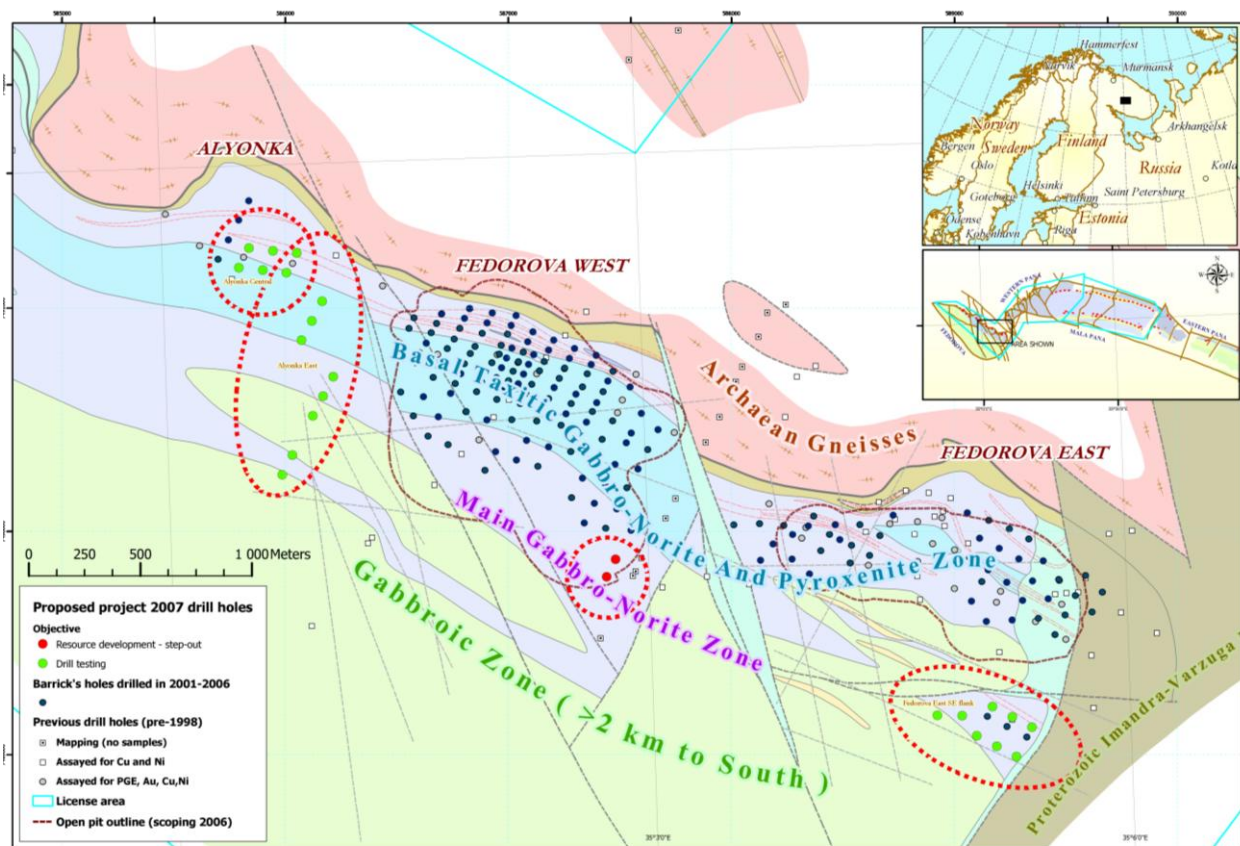 585000 586000 587000 588000 589000 590000
ALYONKA
FEDOROVA WEST
FEDOROVA EAST
Archaean Gneisses
Alyonka Central
Alyonka East
Basal Taxitic Gabbro-Norite And Pyroxenite Zone
Main Gabbro-Norite Zone
Gabbroic Zone ( >2 km to South )
Fedorova East SE Flank
Proterozoic Imandra-Varzuga
0 250 500 1 000 Meters
Proposed project 2007 drill holes
Objective
Resource development - step-out
Drill testing
Barrick's holes drilled in 2001-2006
Previous drill holes (pre-1998)
Mapping (no samples)
Assayed for Cu and Ni
Assayed for PGE, Au, Cu,Ni
License area
Open pit outline (scoping 2006)
35°3'0"E
35°6'0"E
Hammerfest
Narvik
Murmansk
Norway
Sweden
Finland
Russia
Arkhangelsk
Kotla
Bergen
Oslo
Helsinki
Saint Petersburg
Goteborg
Tallinn
Estonia
Odense
Kobenhavn
Riga
WESTERN PANA
EASTERN PANA
MALA PANA
FEDOROVA
AREA SHOWN
N
W
E
S